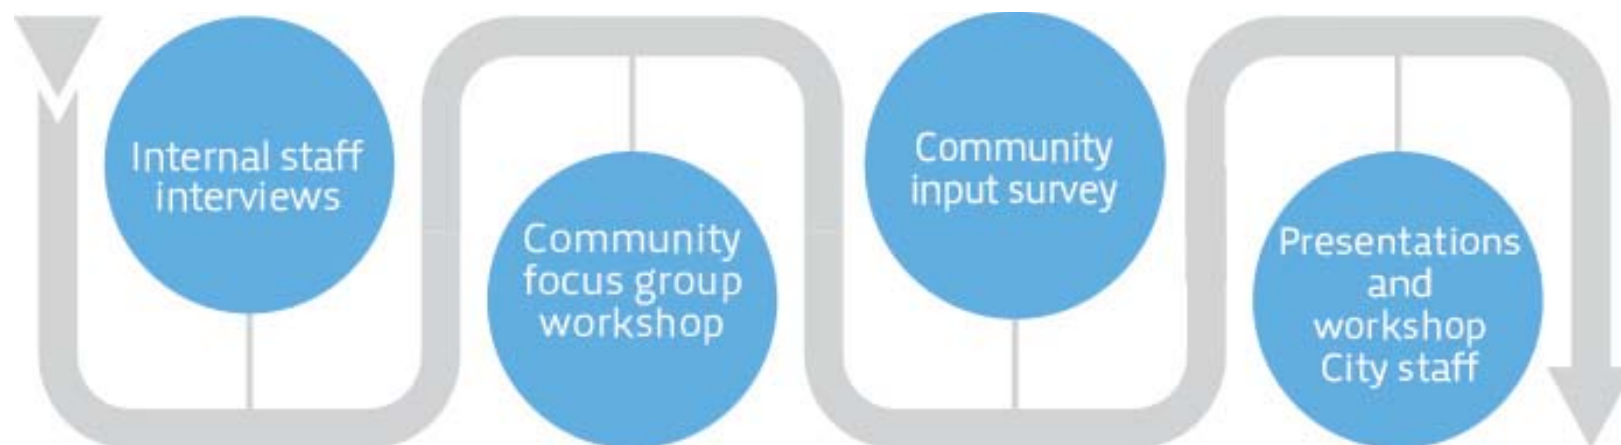 Internal staff
interviews
Community
focus group
workshop
Community
input survey
Presentations
and
workshop
City staff